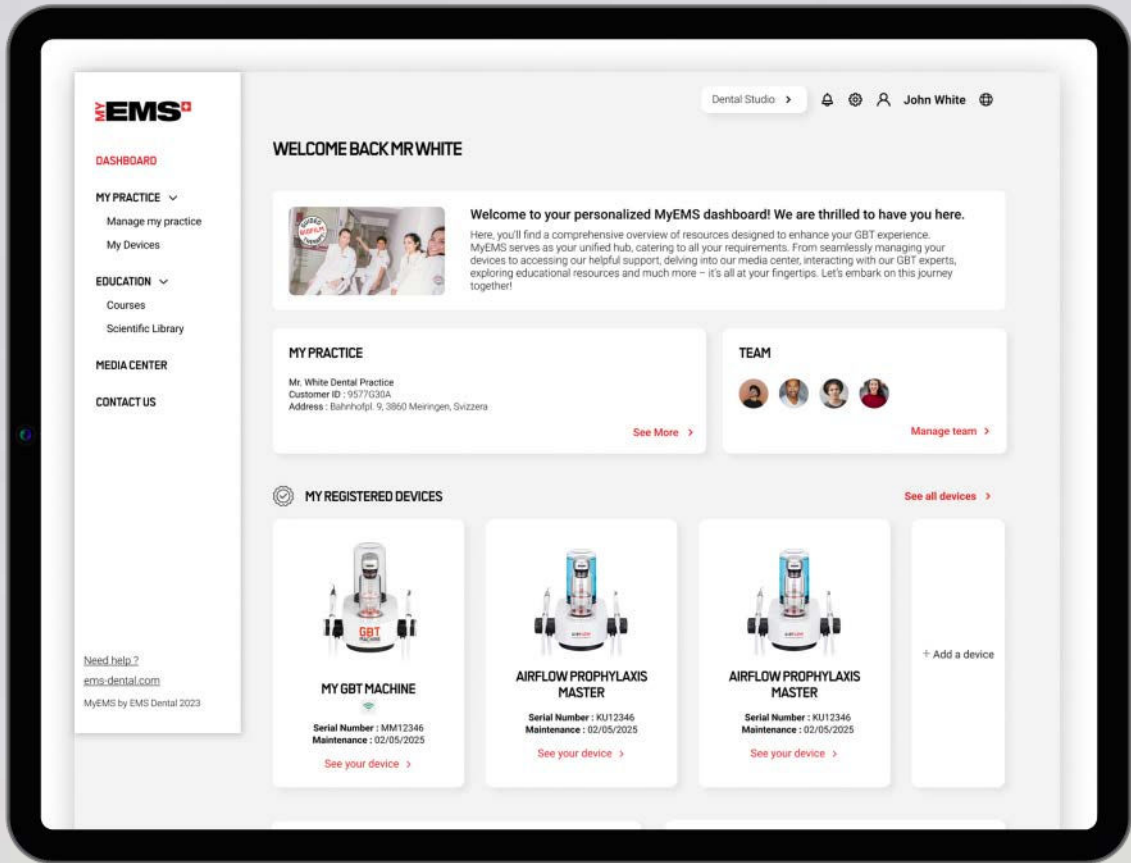 MY EMS
DASHBOARD
MY PRACTICE
Manage my practice
My Devices
EDUCATION
Courses
Scientific Library
MEDIA CENTER
CONTACT US
Need help ?
ems-dental.com
MyEMS by EMS Dental 2023
Dental Studio
John White
WELCOME BACK MR WHITE
GUIDED
BIOFILM
THERAPY
Welcome to your personalized MyEMS dashboard! We are thrilled to have you here.
Here, you'll find a comprehensive overview of
resources designed to enhance your GBT experience.
MyEMS serves as your unified hub, catering to all your requirements. From seamlessly managing your
devices to accessing our helpful support, delving into our media center, interacting with our GBT experts,
exploring educational resources and much more – it's all at your fingertips. Let's embark on this journey
together!
MY PRACTICE
Mr. White Dental Practice
Customer ID : 9577G30A
Address : Bahnhofpl. 9, 3860 Meiringen, Svizzera
See More
TEAM
Manage team
MY REGISTERED DEVICES
See all devices
GBT
MACHINE
MY GBT MACHINE
Serial Number : MM12346
Maintenance : 02/05/2025
See your device
AIRFLOW
AIRFLOW PROPHYLAXIS
MASTER
Serial Number : KU12346
Maintenance : 02/05/2025
See your device
AIRFLOW
AIRFLOW PROPHYLAXIS
MASTER
Serial Number : KU12346
Maintenance : 02/05/2025
See your device
+ Add a device